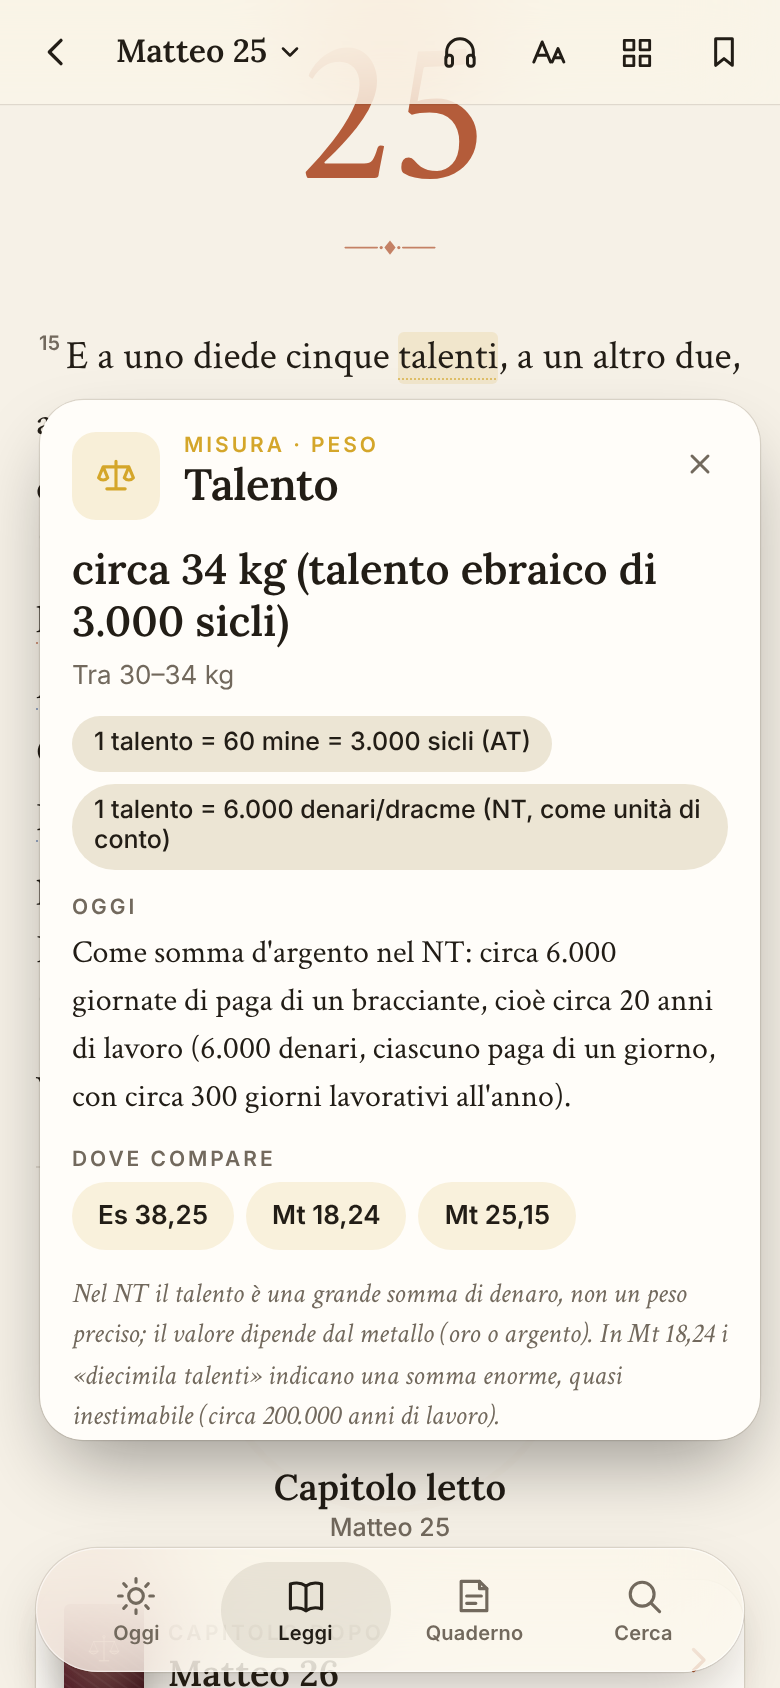 Matteo 25
25
15 E a uno diede cinque talenti, a un altro due,
MISURA · PESO
Talento
circa 34 kg (talento ebraico di
3.000 sicli)
Tra 30–34 kg
1 talento = 60 mine = 3.000 sicli (AT)
1 talento = 6.000 denari/dracme (NT, come unità di
conto)
OGGI
Come somma d'argento nel NT: circa 6.000
giornate di paga di un bracciante, cioè circa 20 anni
di lavoro (6.000 denari, ciascuno paga di un giorno,
con circa 300 giorni lavorativi all'anno).
DOVE COMPARE
Es 38,25 Mt 18,24 Mt 25,15
Nel NT il talento è una grande somma di denaro, non un peso
preciso; il valore dipende dal metallo (oro o argento). In Mt 18,24 i
«diecimila talenti» indicano una somma enorme, quasi
inestimabile (circa 200.000 anni di lavoro).
Capitolo letto
Matteo 25
Oggi Leggi Quaderno Cerca
Matteo 26